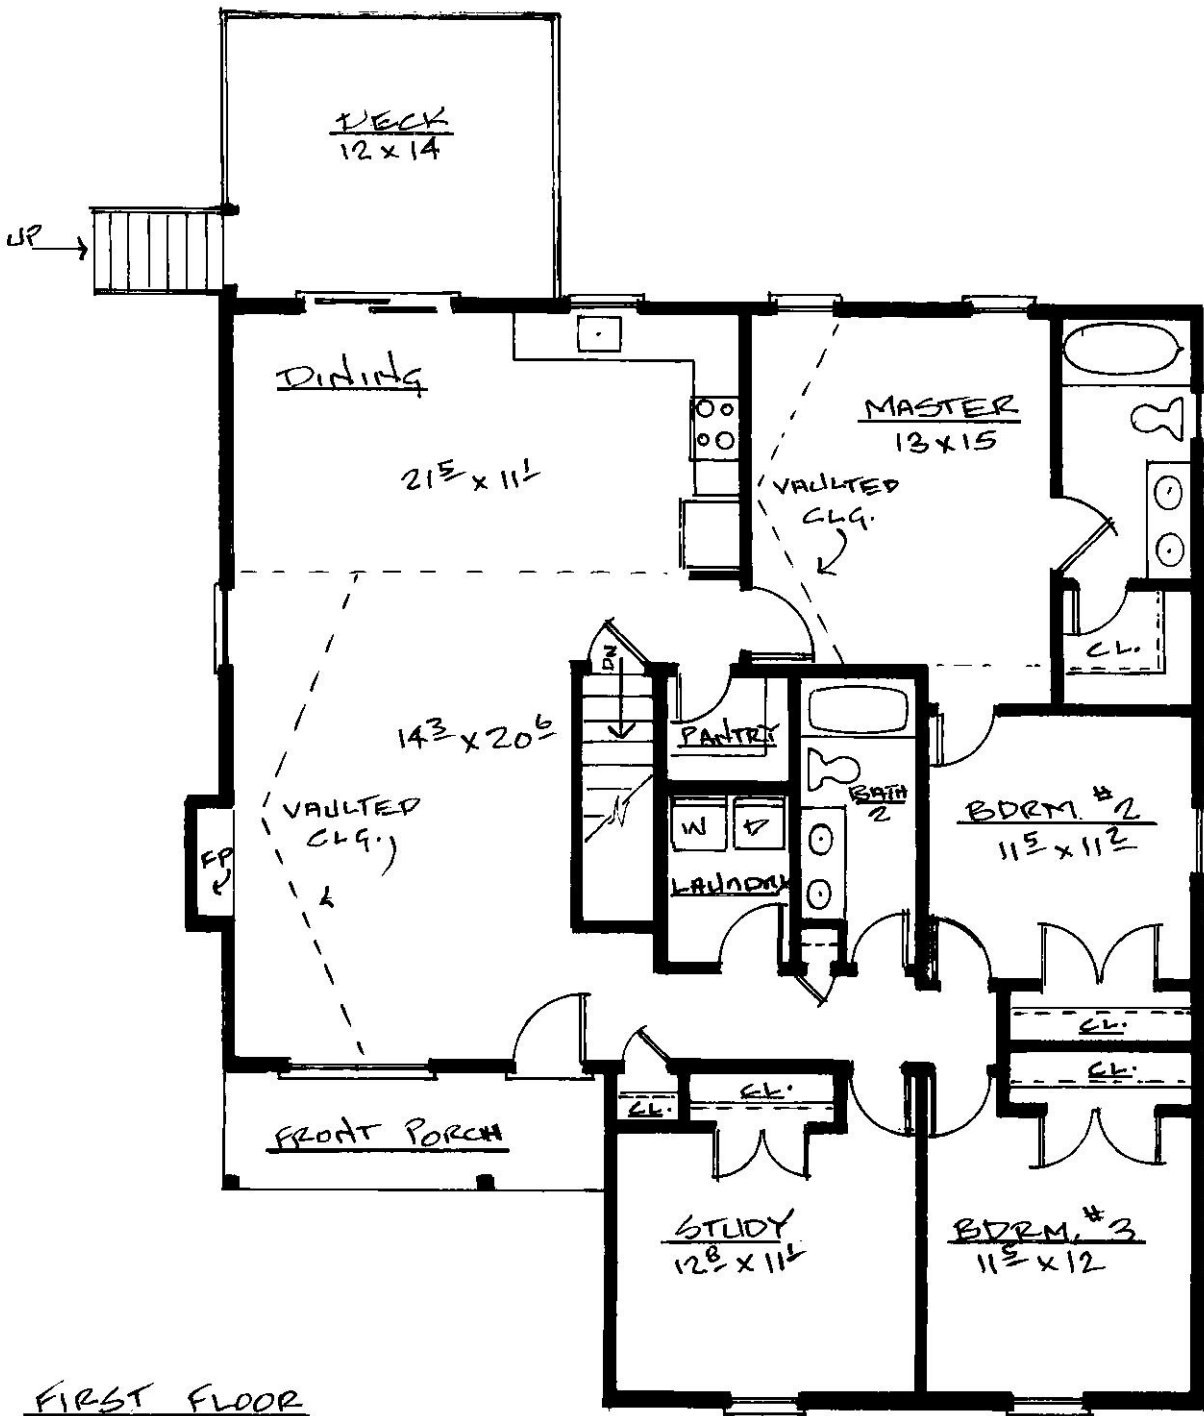 DECK
12 x 14
UP
DINING
21⁵ x 11¹
MASTER
13 x 15
VAULTED
CLG.
CL.
DN
14³ x 20⁶
PANTRY
VAULTED
CLG.
FP
W D
LAUNDRY
BATH
2
BDRM. #2
11⁵ x 11²
CL.
CL.
CL.
CL.
FRONT PORCH
STUDY
12⁸ x 11¹
BDRM. #3
11⁵ x 12
FIRST FLOOR